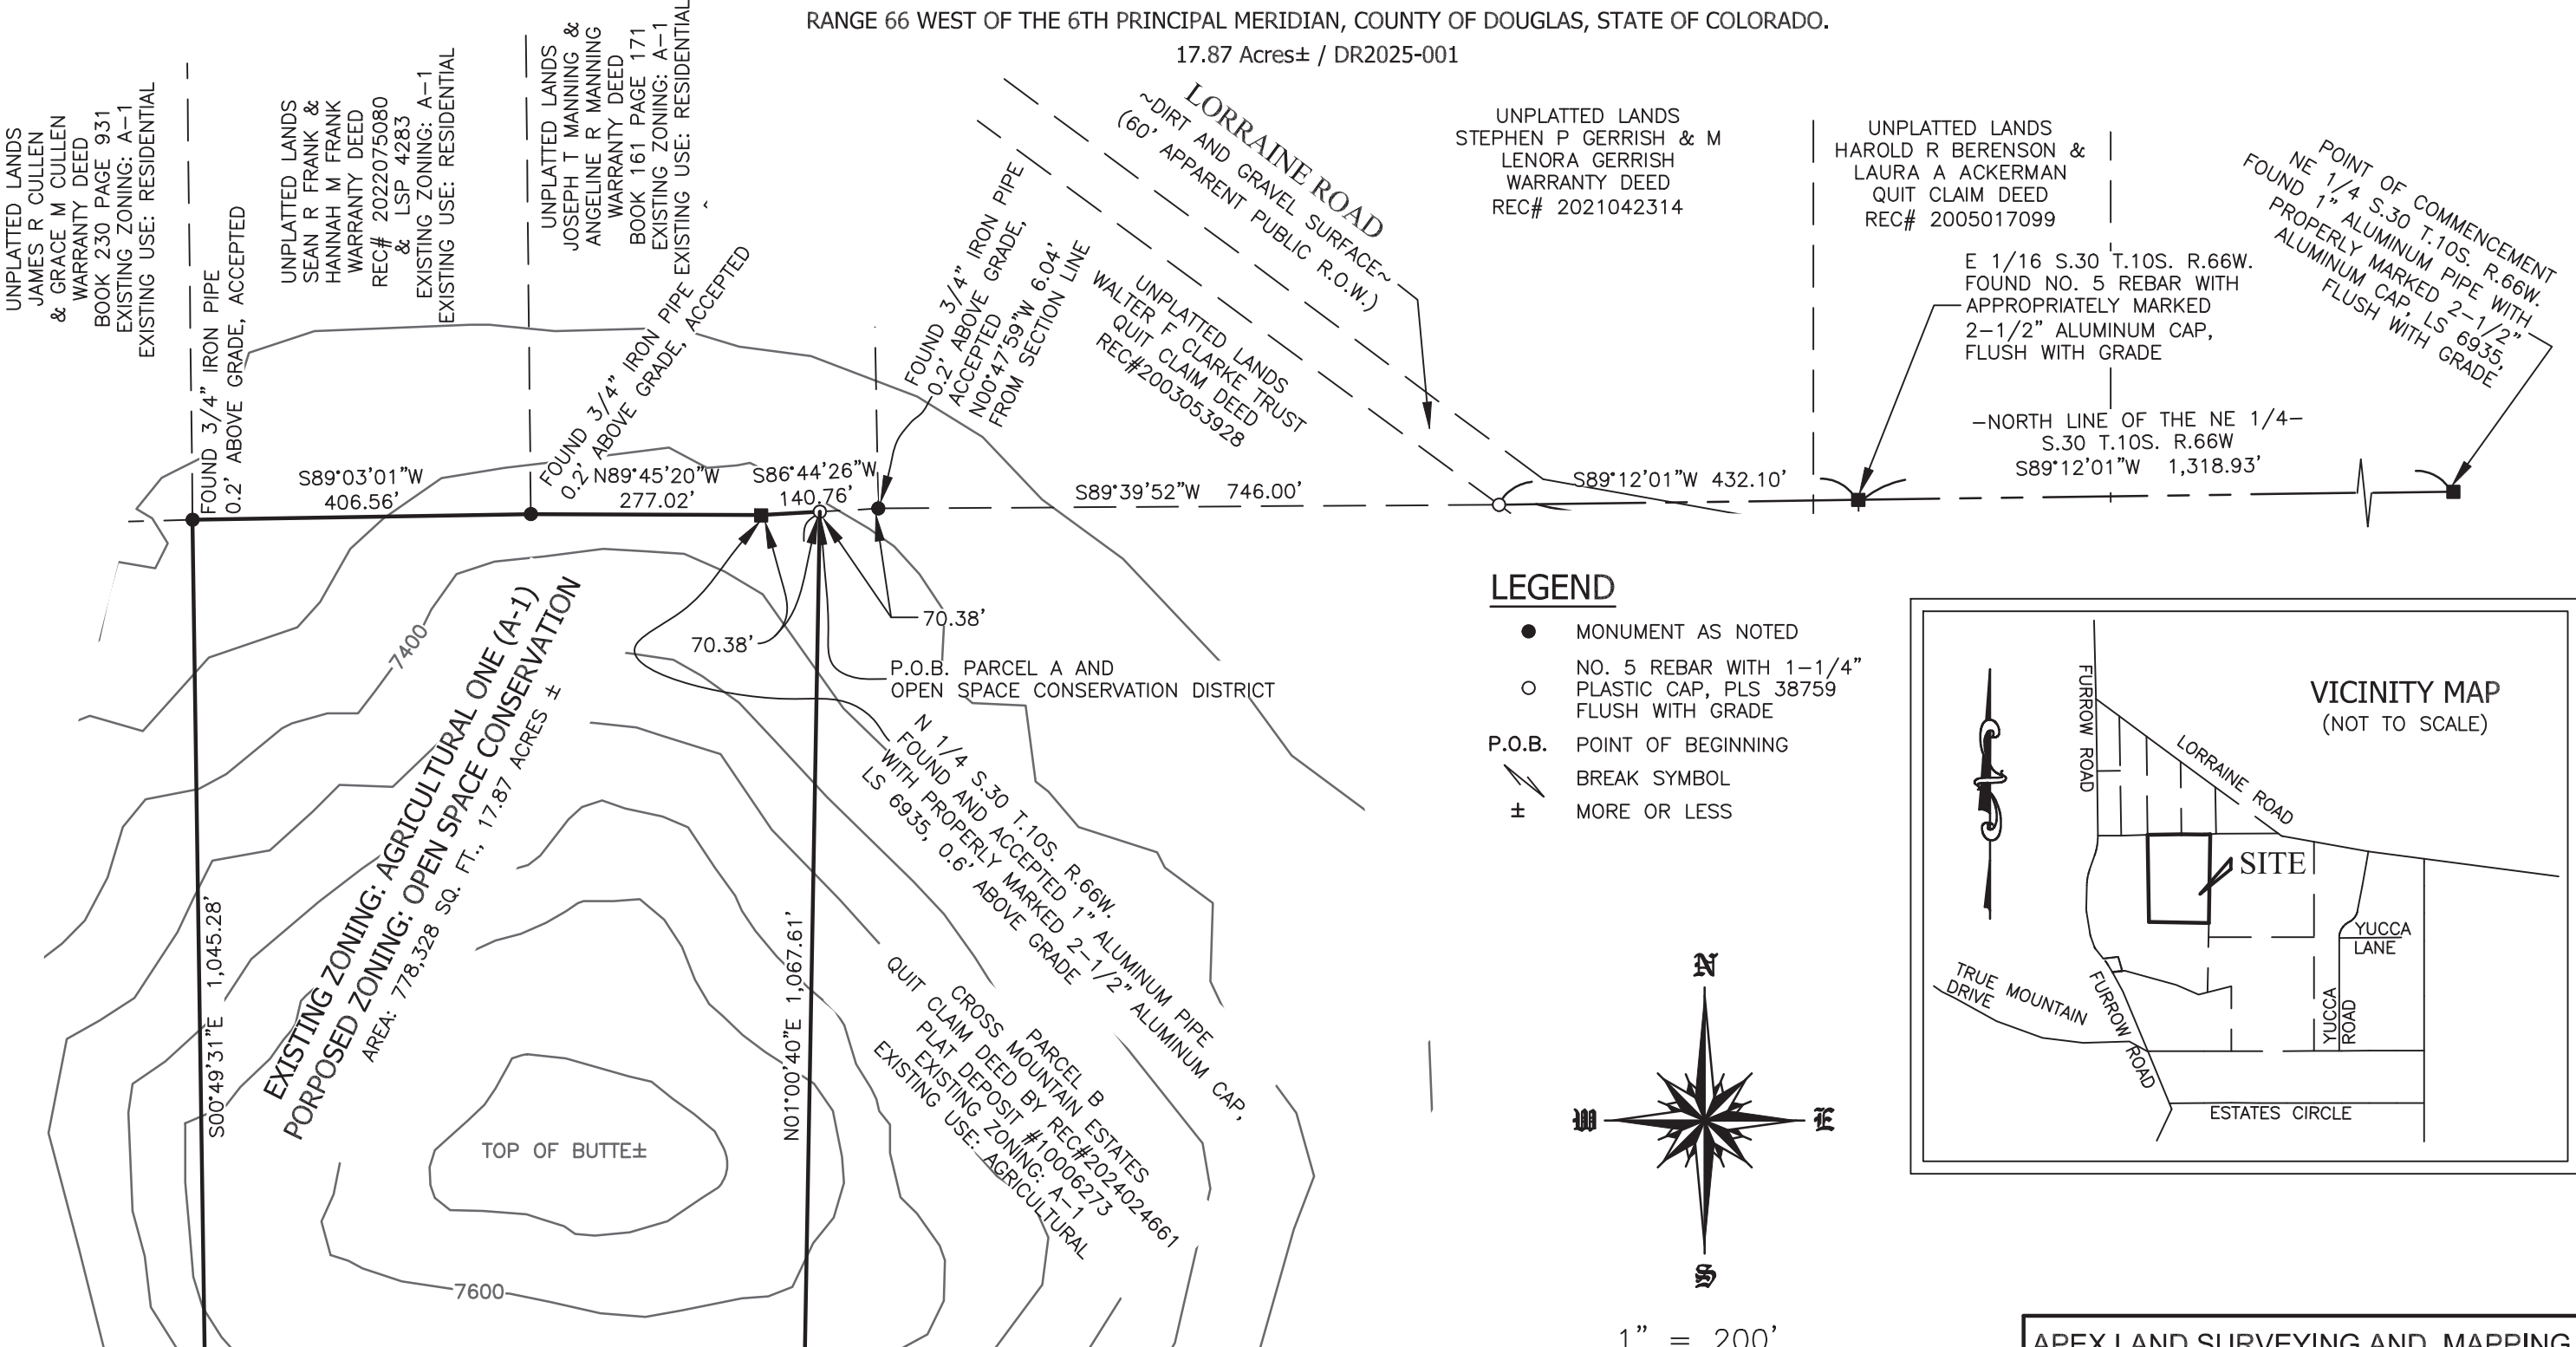 RANGE 66 WEST OF THE 6TH PRINCIPAL MERIDIAN, COUNTY OF DOUGLAS, STATE OF COLORADO.
17.87 Acres± / DR2025-001
UNPLATTED LANDS
JAMES R CULLEN
& GRACE M CULLEN
WARRANTY DEED
BOOK 230 PAGE 931
EXISTING ZONING: A-1
EXISTING USE: RESIDENTIAL
FOUND 3/4" IRON PIPE
0.2' ABOVE GRADE, ACCEPTED
UNPLATTED LANDS
SEAN R FRANK &
HANNAH M FRANK
WARRANTY DEED
REC# 2022075080
& LSP 4283
EXISTING ZONING: A-1
EXISTING USE: RESIDENTIAL
UNPLATTED LANDS
JOSEPH T MANNING &
ANGELINE R MANNING
WARRANTY DEED
BOOK 161 PAGE 171
EXISTING ZONING: A-1
EXISTING USE: RESIDENTIAL
FOUND 3/4" IRON PIPE
0.2' ABOVE GRADE, ACCEPTED
FOUND 3/4" IRON PIPE
0.2' ABOVE GRADE,
ACCEPTED
N00°47'59"W 6.04'
FROM SECTION LINE
LORRAINE ROAD
~DIRT AND GRAVEL SURFACE~
(60' APPARENT PUBLIC R.O.W.)
UNPLATTED LANDS
WALTER F CLARKE TRUST
QUIT CLAIM DEED
REC#2003053928
UNPLATTED LANDS
STEPHEN P GERRISH & M
LENORA GERRISH
WARRANTY DEED
REC# 2021042314
UNPLATTED LANDS
HAROLD R BERENSON &
LAURA A ACKERMAN
QUIT CLAIM DEED
REC# 2005017099
E 1/16 S.30 T.10S. R.66W.
FOUND NO. 5 REBAR WITH
APPROPRIATELY MARKED
2-1/2" ALUMINUM CAP,
FLUSH WITH GRADE
POINT OF COMMENCEMENT
NE 1/4 S.30 T.10S. R.66W.
FOUND 1" ALUMINUM PIPE WITH
PROPERLY MARKED 2-1/2"
ALUMINUM CAP, LS 6935,
FLUSH WITH GRADE
-NORTH LINE OF THE NE 1/4-
S.30 T.10S. R.66W
S89°12'01"W 1,318.93'
S89°03'01"W
406.56'
N89°45'20"W
277.02'
S86°44'26"W
140.76'
S89°39'52"W 746.00'
S89°12'01"W 432.10'
70.38'
70.38'
P.O.B. PARCEL A AND
OPEN SPACE CONSERVATION DISTRICT
N 1/4 S.30 T.10S. R.66W.
FOUND AND ACCEPTED 1" ALUMINUM PIPE
WITH PROPERLY MARKED 2-1/2" ALUMINUM CAP,
LS 6935, 0.6' ABOVE GRADE
7400
EXISTING ZONING: AGRICULTURAL ONE (A-1)
PORPOSED ZONING: OPEN SPACE CONSERVATION
AREA: 778,328 SQ. FT., 17.87 ACRES ±
S00°49'31"E 1,045.28'
N01°00'40"E 1,067.61'
PARCEL B
CROSS MOUNTAIN ESTATES
QUIT CLAIM DEED BY REC#2024024661
PLAT DEPOSIT #10006273
EXISTING ZONING: A-1
EXISTING USE: AGRICULTURAL
TOP OF BUTTE±
7600
LEGEND
MONUMENT AS NOTED
NO. 5 REBAR WITH 1-1/4"
PLASTIC CAP, PLS 38759
FLUSH WITH GRADE
P.O.B. POINT OF BEGINNING
BREAK SYMBOL
± MORE OR LESS
N
W
E
S
1" = 200'
VICINITY MAP
(NOT TO SCALE)
FURROW ROAD
LORRAINE ROAD
SITE
YUCCA
LANE
YUCCA
ROAD
TRUE MOUNTAIN
DRIVE
FURROW ROAD
ESTATES CIRCLE
APEX LAND SURVEYING AND MAPPING